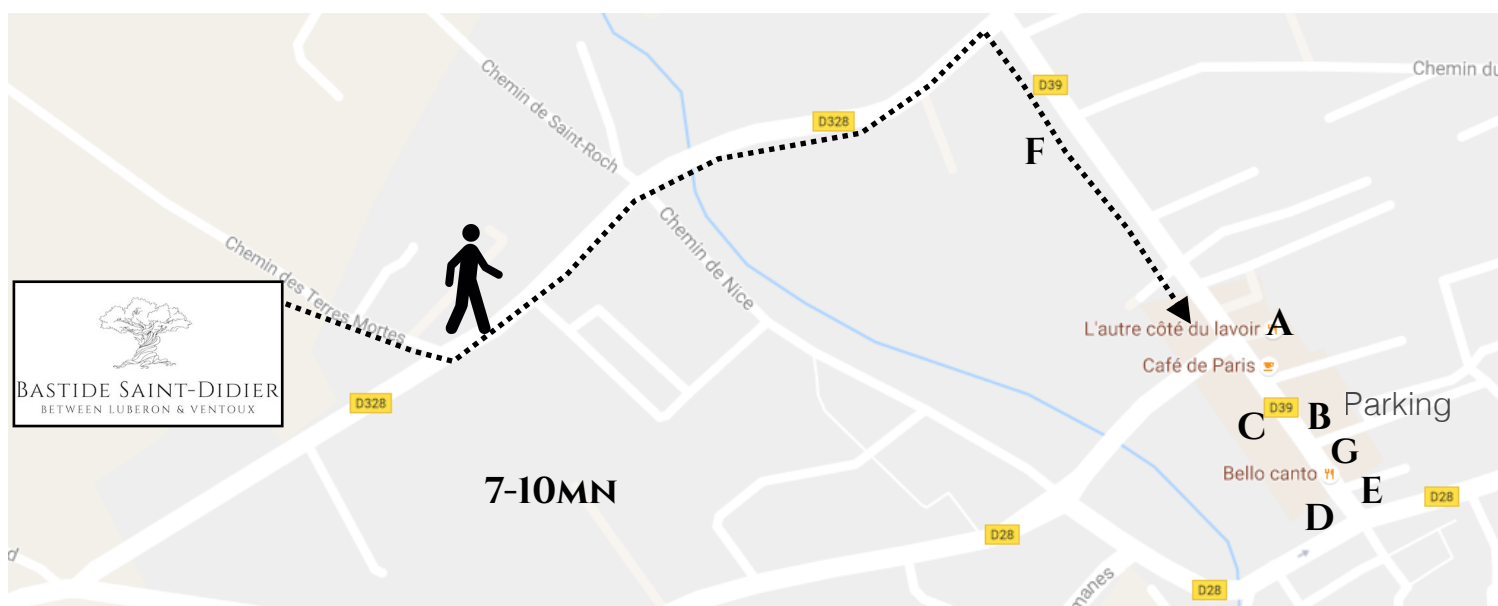 Chemin de Saint-Roch
D39
Chemin du
D328
F
Chemin de Nice
Chemin des Terres Mortes
BASTIDE SAINT-DIDIER
BETWEEN LUBERON & VENTOUX
L'autre côté du lavoir
A
Café de Paris
D328
D39
B
Parking
C
G
Bello canto
7-10MN
E
D28
D
D28
manes
D28
d